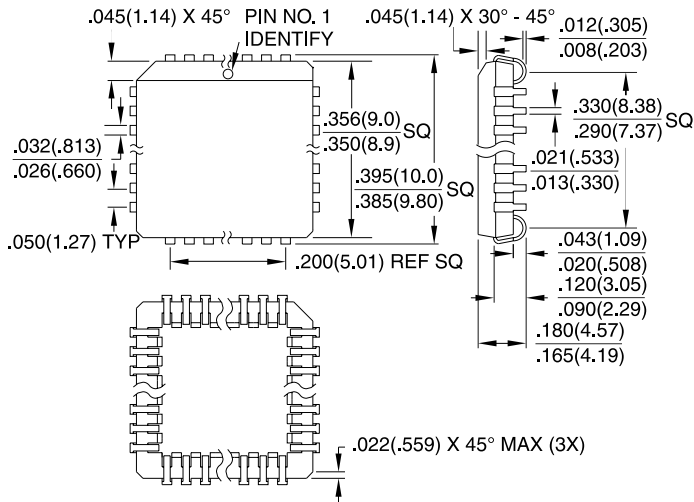 .045(1.14) X 45°
PIN NO. 1
IDENTIFY
.045(1.14) X 30° - 45°
.012(.305)
.008(.203)
.356(9.0)
.350(8.9)
SQ
.330(8.38)
.290(7.37)
SQ
.032(.813)
.026(.660)
.021(.533)
.013(.330)
.395(10.0)
.385(9.80)
SQ
.050(1.27) TYP
.200(5.01) REF SQ
.043(1.09)
.020(.508)
.120(3.05)
.090(2.29)
.180(4.57)
.165(4.19)
.022(.559) X 45° MAX (3X)